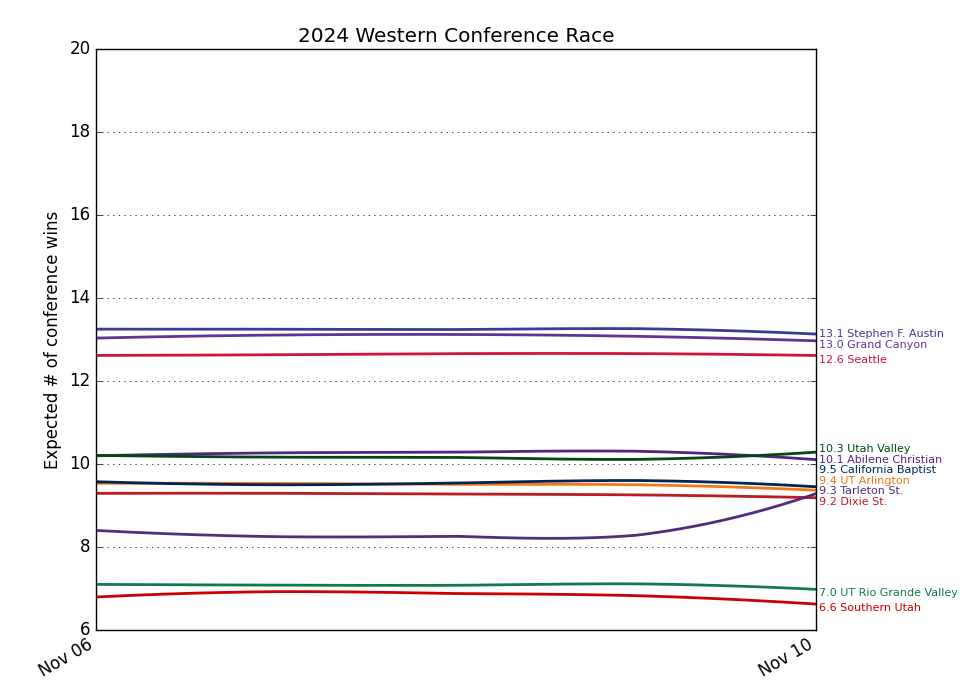 2024 Western Conference Race
Expected # of conference wins
20
18
16
14
12
10
8
6
Nov 06
Nov 10
13.1 Stephen F. Austin
13.0 Grand Canyon
12.6 Seattle
10.3 Utah Valley
10.1 Abilene Christian
9.5 California Baptist
9.4 UT Arlington
9.3 Tarleton St.
9.2 Dixie St.
7.0 UT Rio Grande Valley
6.6 Southern Utah